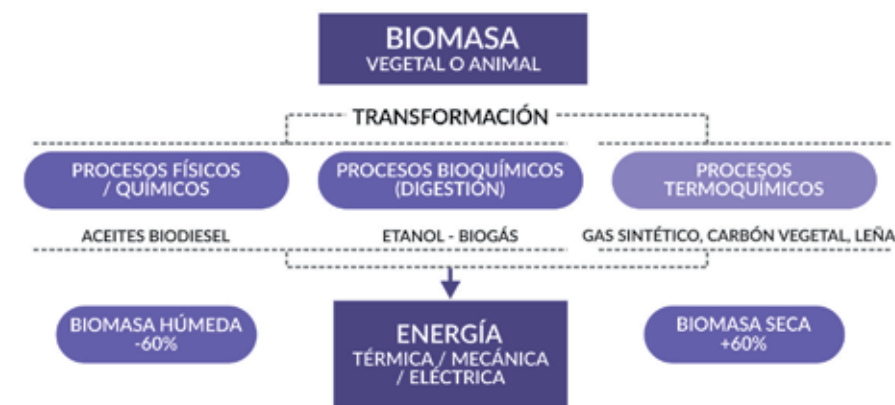 BIOMASA
VEGETAL O ANIMAL
TRANSFORMACIÓN
PROCESOS FÍSICOS
/ QUÍMICOS
PROCESOS BIOQUÍMICOS
(DIGESTIÓN)
PROCESOS
TERMOQUÍMICOS
ACEITES BIODIESEL
ETANOL - BIOGÁS
GAS SINTÉTICO, CARBÓN VEGETAL, LEÑA
BIOMASA HÚMEDA
-60%
ENERGÍA
TÉRMICA / MECÁNICA
/ ELÉCTRICA
BIOMASA SECA
+60%